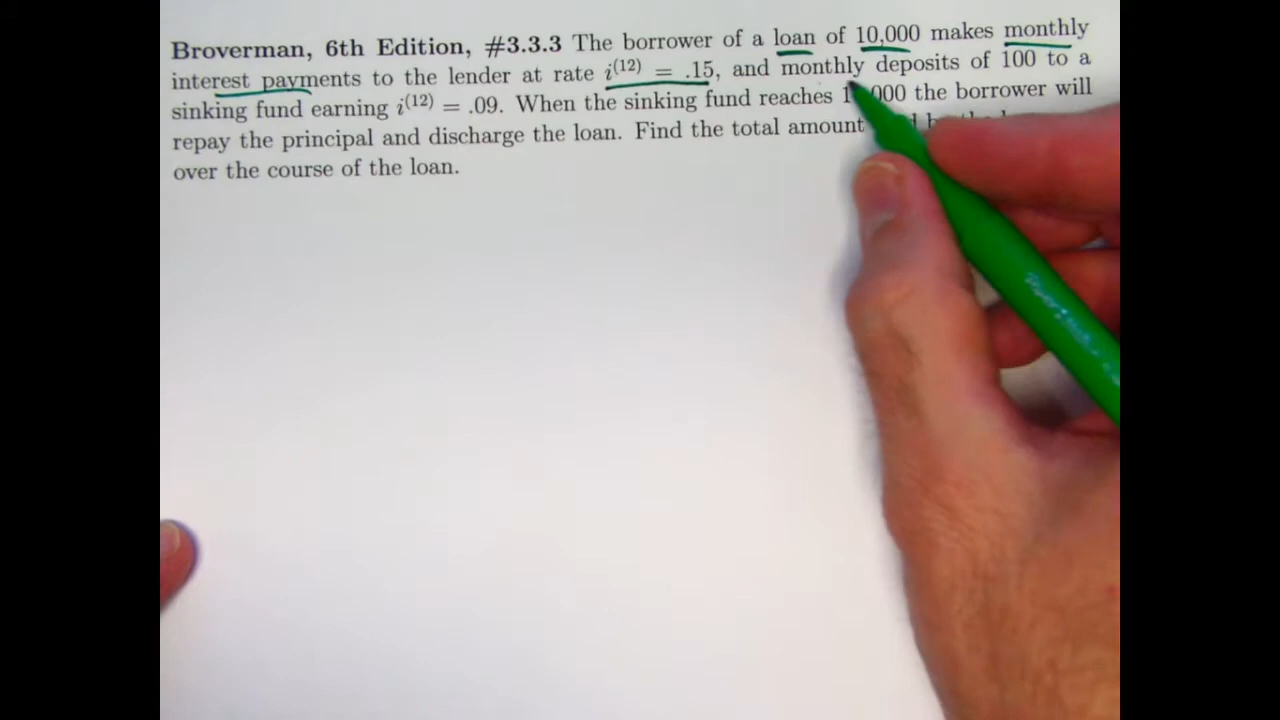 Broverman, 6th Edition, #3.3.3 The borrower of a loan of 10,000 makes monthly
interest payments to the lender at rate i^(12) = .15, and monthly deposits of 100 to a
sinking fund earning i^(12) = .09. When the sinking fund reaches the borrower will
repay the principal and discharge the loan. Find the total amount
over the course of the loan.